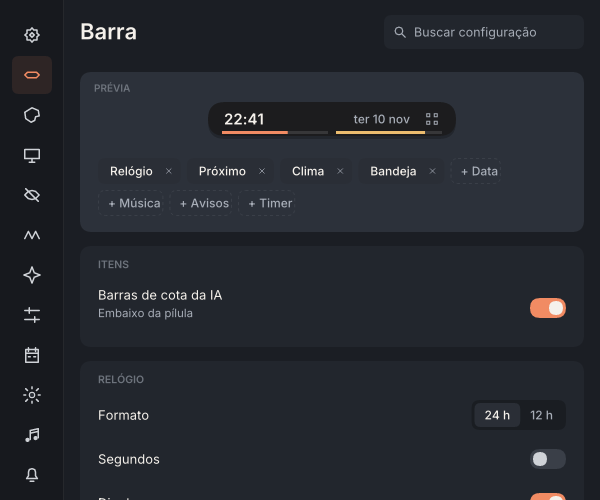 Barra
Buscar configuração
PRÉVIA
22:41 ter 10 nov
Relógio × Próximo × Clima × Bandeja × + Data
+ Música + Avisos + Timer
ITENS
Barras de cota da IA
Embaixo da pílula
RELÓGIO
Formato 24 h 12 h
Segundos